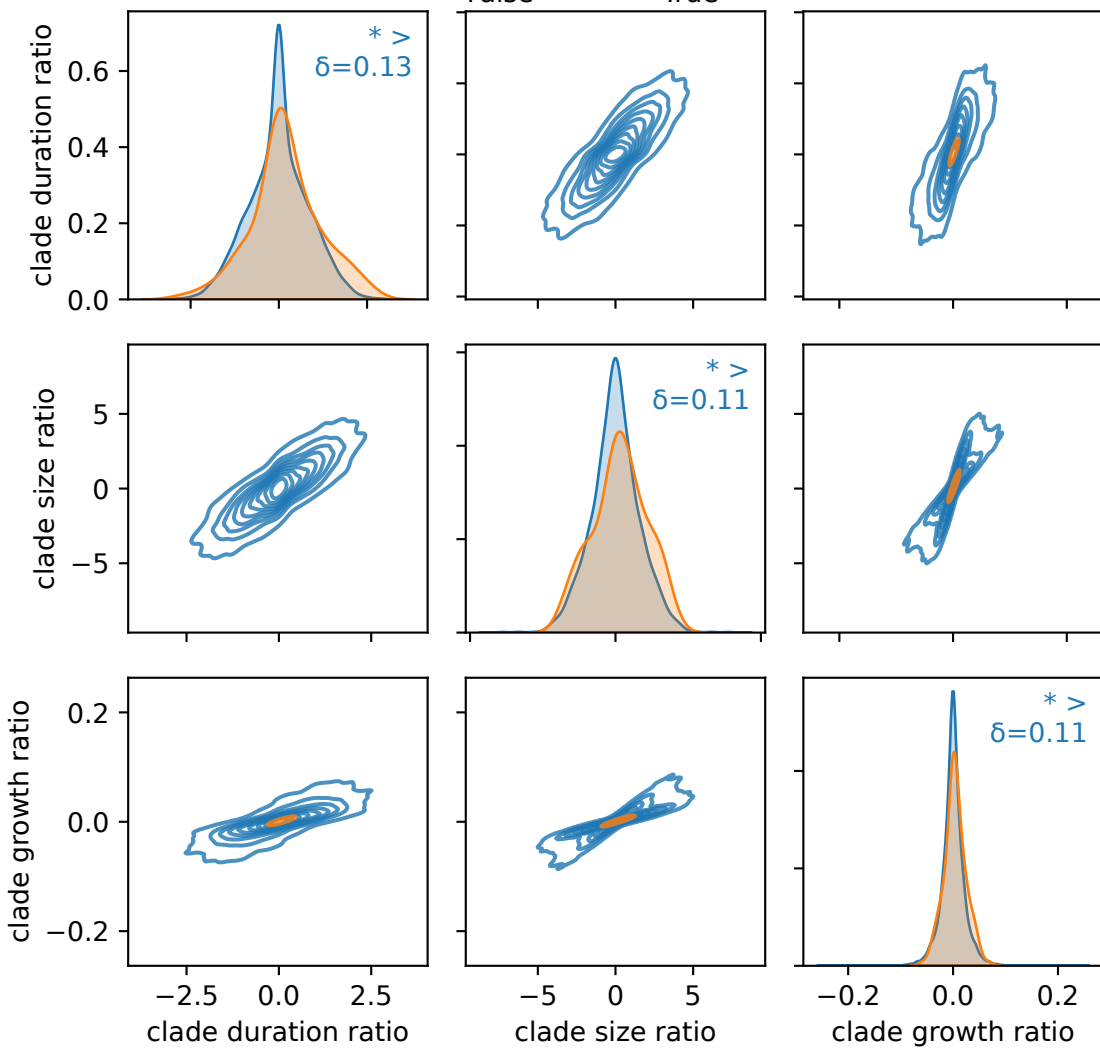 clade duration ratio
0.6
0.4
0.2
0.0
* >
δ=0.13
clade size ratio
5
0
−5
* >
δ=0.11
clade growth ratio
0.2
0.0
−0.2
* >
δ=0.11
−2.5 0.0 2.5
−5 0 5
−0.2 0.0 0.2
clade duration ratio
clade size ratio
clade growth ratio